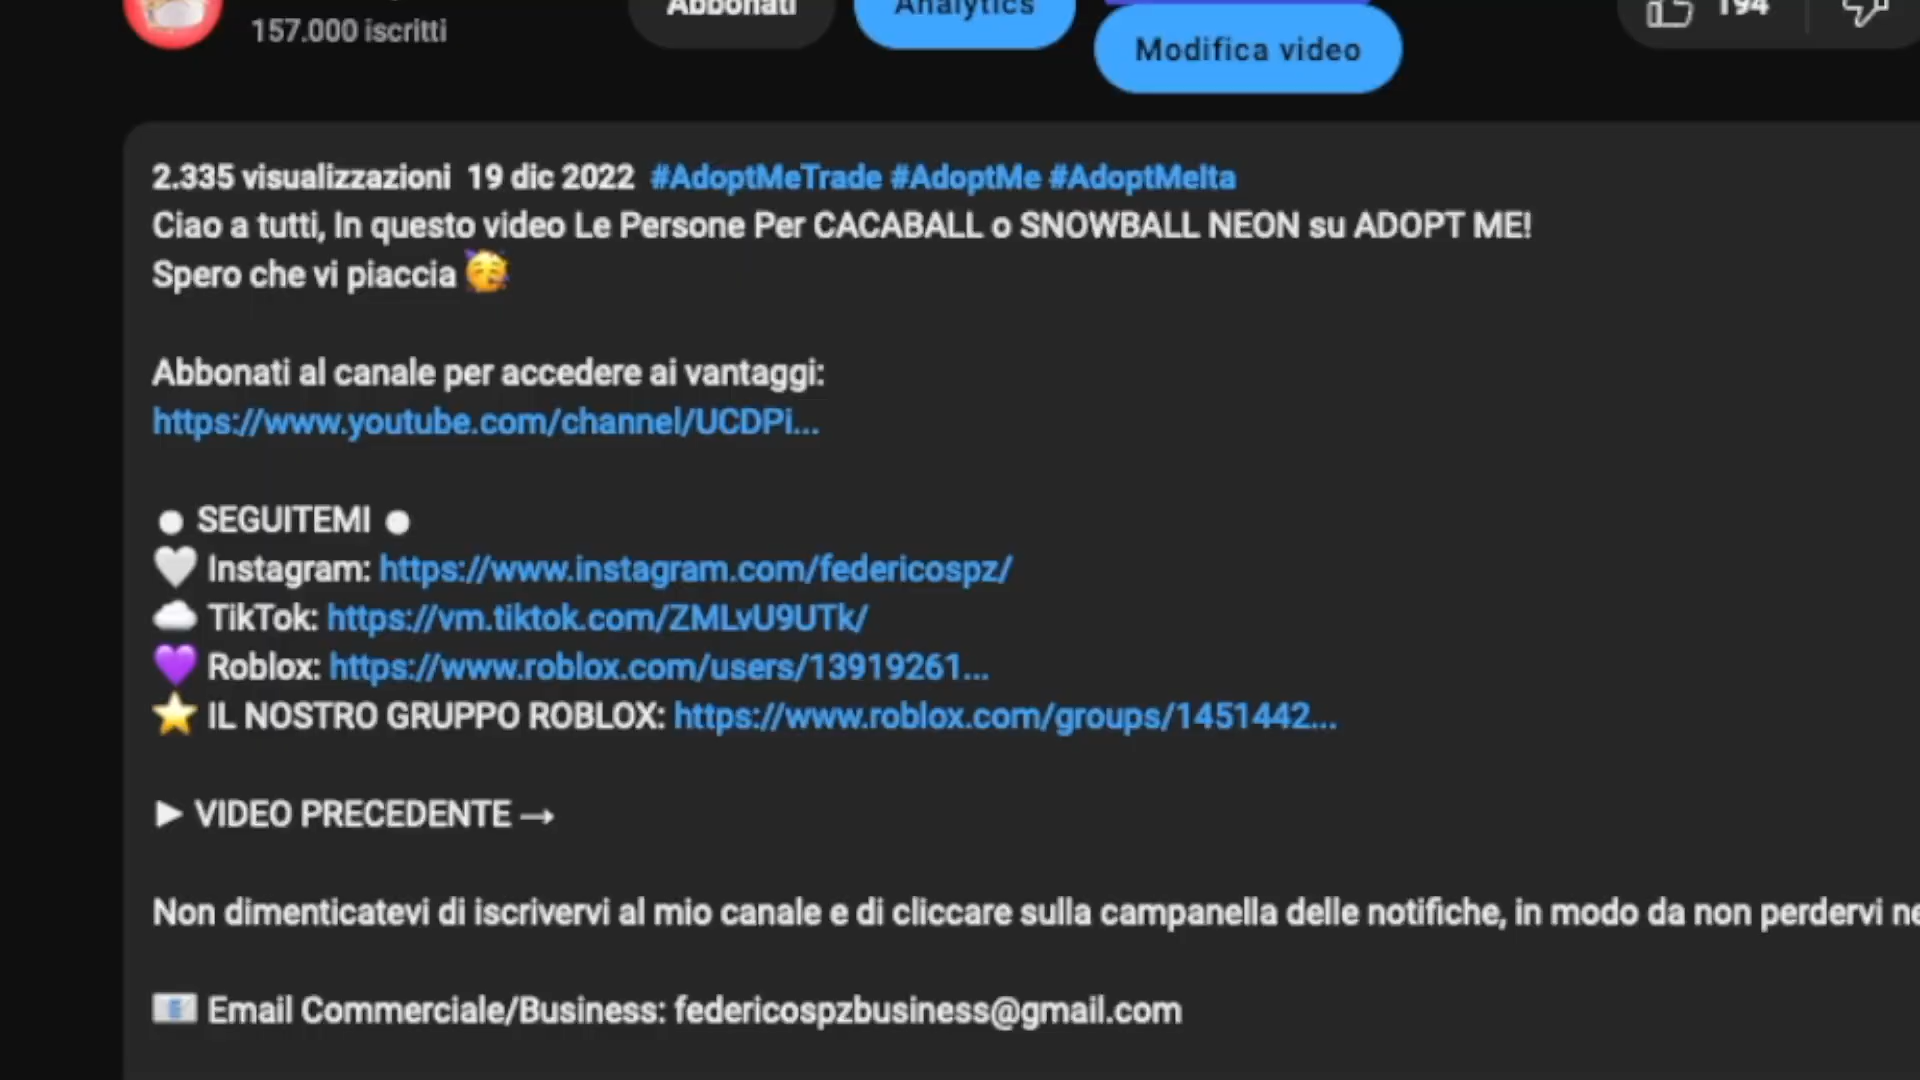 157.000 iscritti
Abbonati
Analytics
Modifica video
194
2.335 visualizzazioni 19 dic 2022 #AdoptMeTrade #AdoptMe #AdoptMeIta
Ciao a tutti, In questo video Le Persone Per CACABALL o SNOWBALL NEON su ADOPT ME!
Spero che vi piaccia 🥳
Abbonati al canale per accedere ai vantaggi:
https://www.youtube.com/channel/UCDPi...
● SEGUITEMI ●
🤍 Instagram: https://www.instagram.com/federicospz/
☁️ TikTok: https://vm.tiktok.com/ZMLvU9UTk/
💜 Roblox: https://www.roblox.com/users/13919261...
⭐ IL NOSTRO GRUPPO ROBLOX: https://www.roblox.com/groups/1451442...
► VIDEO PRECEDENTE →
Non dimenticatevi di iscrivervi al mio canale e di cliccare sulla campanella delle notifiche, in modo da non perdervi ne
📧 Email Commerciale/Business: federicospzbusiness@gmail.com